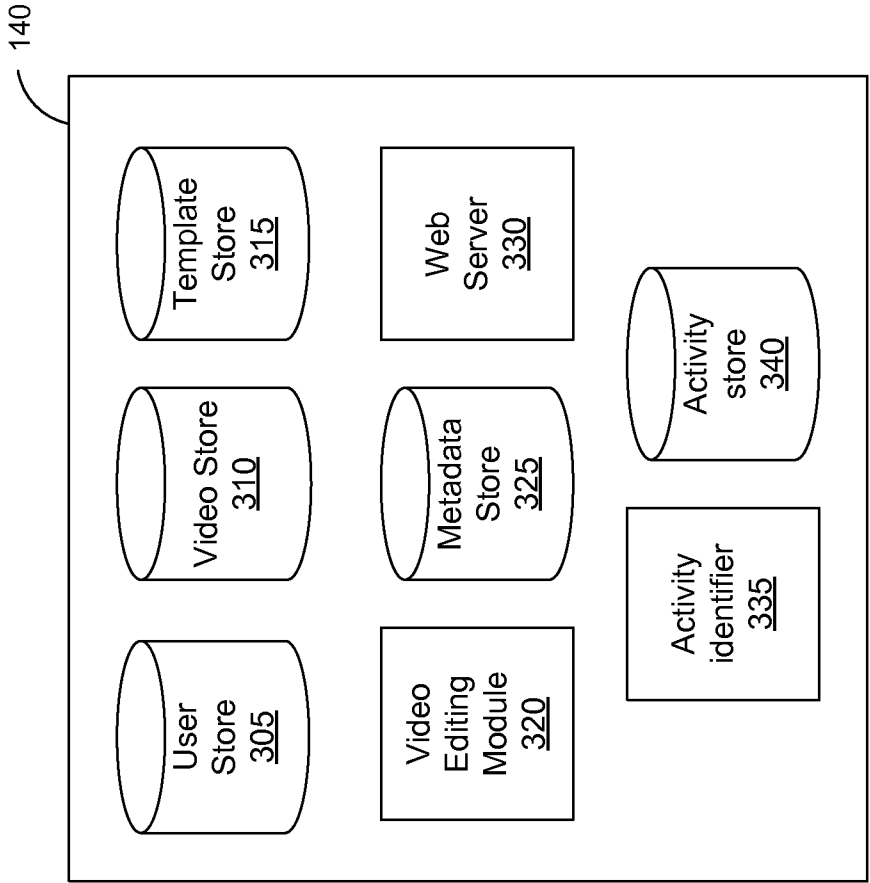 140
User
Store
305
Video Store
310
Template
Store
315
Video
Editing
Module
320
Metadata
Store
325
Web
Server
330
Activity
identifier
335
Activity
store
340